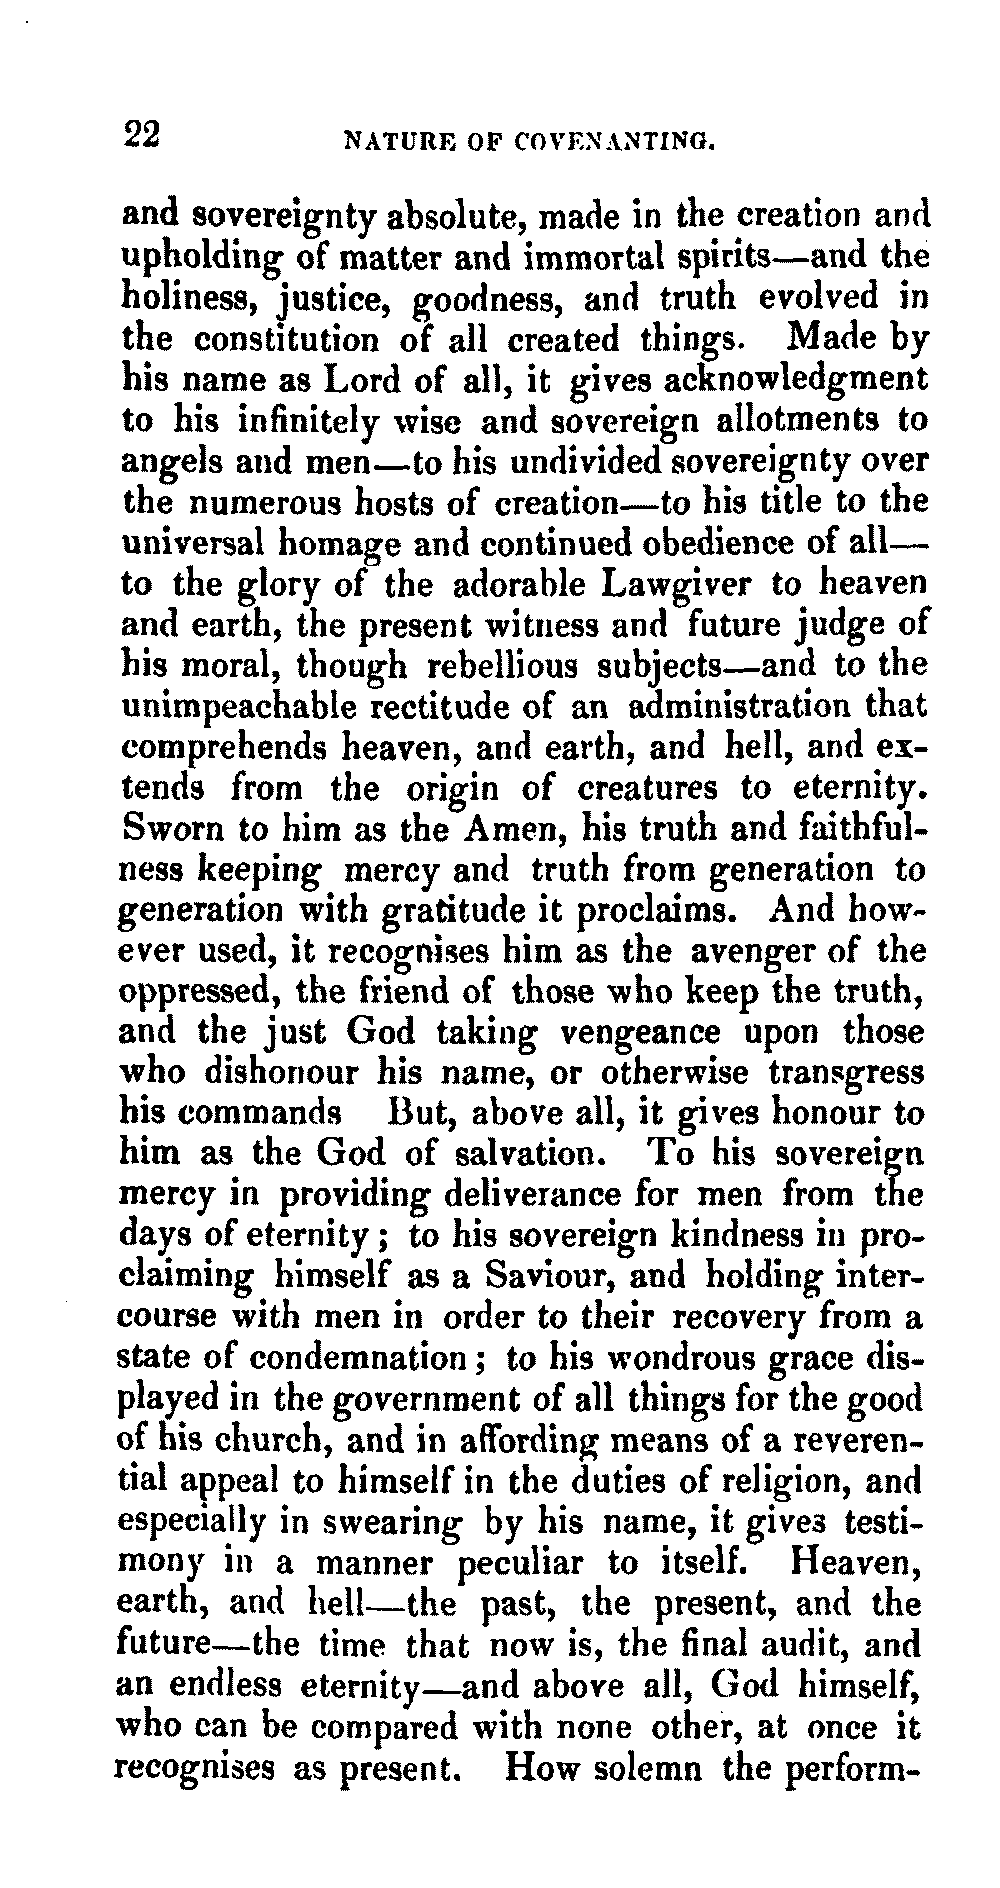 22 NATURE OF COVENANTING.
and sovereignty absolute, made in the creation and
upholding of matter and immortal spirits—and the
holiness, justice, goodness, and truth evolved in
the constitution of all created things. Made by
his name as Lord of all, it gives acknowledgment
to his infinitely wise and sovereign allotments to
angels and men—to his undivided sovereignty over
the numerous hosts of creation—to his title to the
universal homage and continued obedience of all—
to the glory of the adorable Lawgiver to heaven
and earth, the present witness and future judge of
his moral, though rebellious subjects—and to the
unimpeachable rectitude of an administration that
comprehends heaven, and earth, and hell, and ex-
tends from the origin of creatures to eternity.
Sworn to him as the Amen, his truth and faithful-
ness keeping mercy and truth from generation to
generation with gratitude it proclaims. And how-
ever used, it recognises him as the avenger of the
oppressed, the friend of those who keep the truth,
and the just God taking vengeance upon those
who dishonour his name, or otherwise transgress
his commands But, above all, it gives honour to
him as the God of salvation. To his sovereign
mercy in providing deliverance for men from the
days of eternity; to his sovereign kindness in pro-
claiming himself as a Saviour, and holding inter-
course with men in order to their recovery from a
state of condemnation; to his wondrous grace dis-
played in the government of all things for the good
of his church, and in affording means of a reveren-
tial appeal to himself in the duties of religion, and
especially in swearing by his name, it gives testi-
mony in a manner peculiar to itself. Heaven,
earth, and hell—the past, the present, and the
future—the time that now is, the final audit, and
an endless eternity—and above all, God himself,
who can be compared with none other, at once it
recognises as present. How solemn the perform-